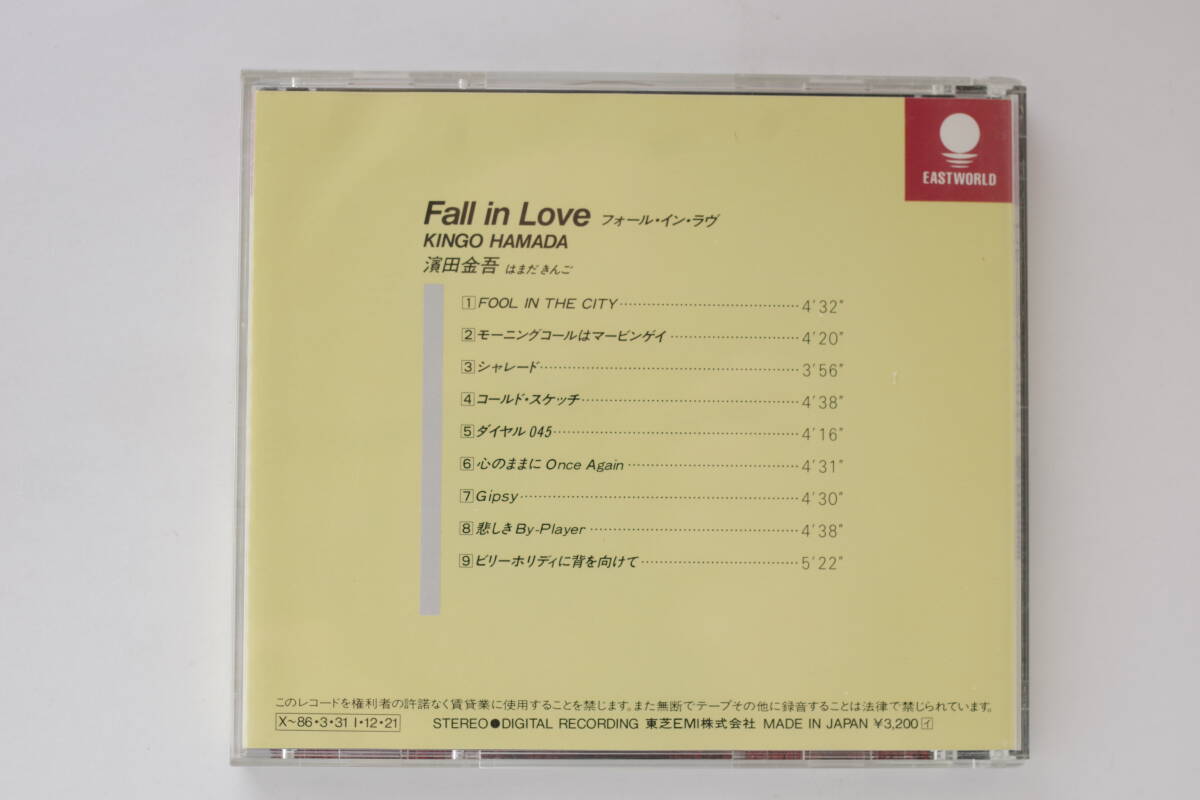 EASTWORLD
Fall in Love フォール・イン・ラヴ
KINGO HAMADA
濱田金吾 はまだ きんご
1 FOOL IN THE CITY 4'32"
2 モーニングコールはマービンゲイ 4'20"
3 シャレード 3'56"
4 コールド・スケッチ 4'38"
5 ダイヤル 045 4'16"
6 心のままに Once Again 4'31"
7 Gipsy 4'30"
8 悲しき By-Player 4'38"
9 ビリーホリディに背を向けて 5'22"
このレコードを権利者の許諾なく賃貸業に使用することを禁じます。また無断でテープその他に録音することは法律で禁じられています。
X~86・3・31 I・12・21 STEREO●DIGITAL RECORDING 東芝EMI株式会社 MADE IN JAPAN ¥3,200 イ